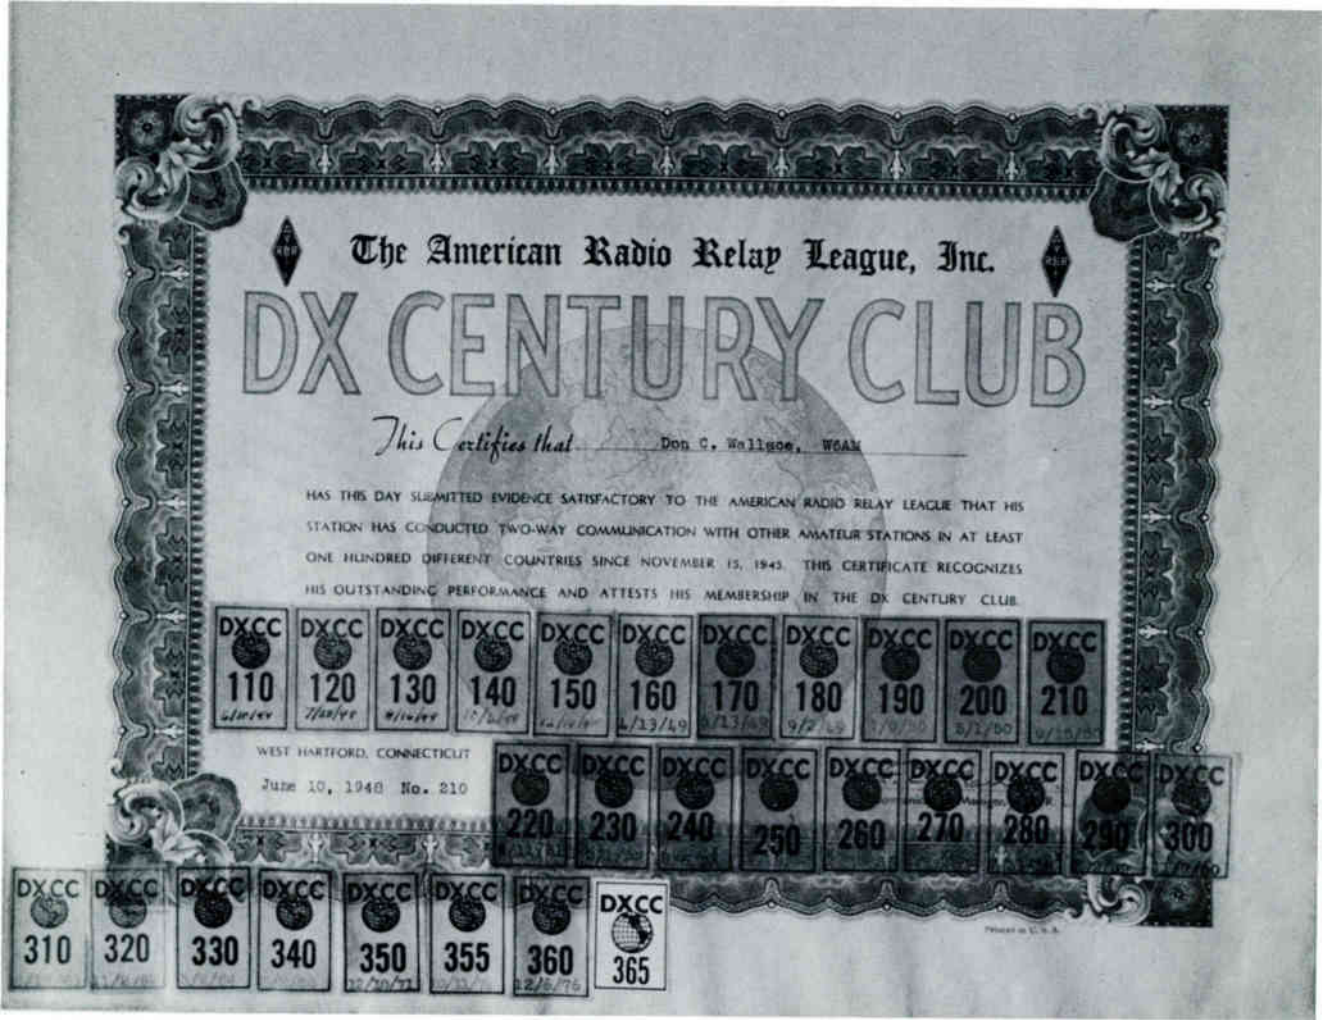 The American Radio Relay League, Inc.
DX CENTURY CLUB
This Certifies that Don C. Wallace, W6AM
HAS THIS DAY SUBMITTED EVIDENCE SATISFACTORY TO THE AMERICAN RADIO RELAY LEAGUE THAT HIS
STATION HAS CONDUCTED TWO-WAY COMMUNICATION WITH OTHER AMATEUR STATIONS IN AT LEAST
ONE HUNDRED DIFFERENT COUNTRIES SINCE NOVEMBER 15, 1945. THIS CERTIFICATE RECOGNIZES
HIS OUTSTANDING PERFORMANCE AND ATTESTS HIS MEMBERSHIP IN THE DX CENTURY CLUB.
DXCC DXCC DXCC DXCC DXCC DXCC DXCC DXCC DXCC DXCC DXCC
110 120 130 140 150 160 170 180 190 200 210
WEST HARTFORD, CONNECTICUT
June 10, 1948 No. 210
DXCC DXCC DXCC DXCC DXCC DXCC DXCC DXCC DXCC
220 230 240 250 260 270 280 290 300
DXCC DXCC DXCC DXCC DXCC DXCC DXCC DXCC
310 320 330 340 350 355 360 365
12/6/76
Printed in U. S. A.